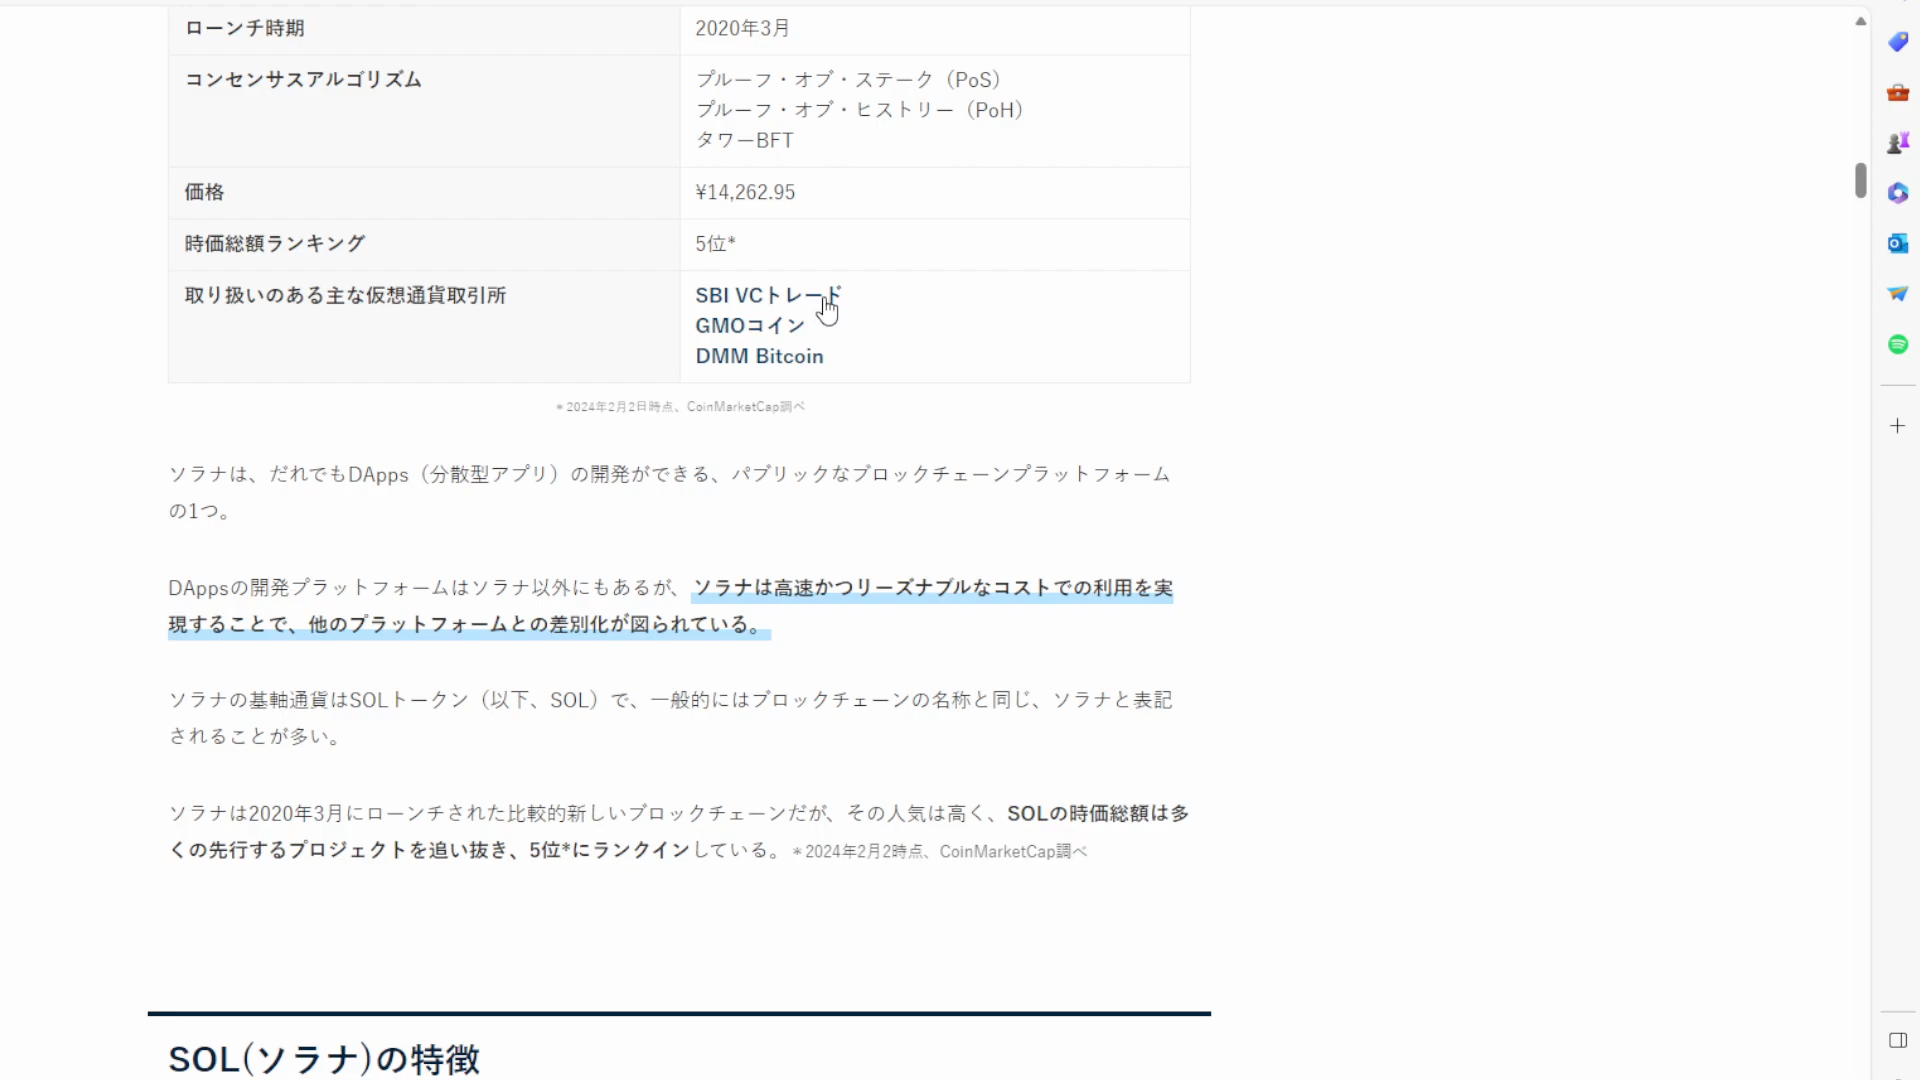 ローンチ時期
2020年3月
コンセンサスアルゴリズム
プルーフ・オブ・ステーク（PoS）
プルーフ・オブ・ヒストリー（PoH）
タワーBFT
価格
¥14,262.95
時価総額ランキング
5位*
取り扱いのある主な仮想通貨取引所
SBI VCトレード
GMOコイン
DMM Bitcoin
＊2024年2月2日時点、CoinMarketCap調べ
ソラナは、だれでもDApps（分散型アプリ）の開発ができる、パブリックなブロックチェーンプラットフォーム
の1つ。
DAppsの開発プラットフォームはソラナ以外にもあるが、ソラナは高速かつリーズナブルなコストでの利用を実
現することで、他のプラットフォームとの差別化が図られている。
ソラナの基軸通貨はSOLトークン（以下、SOL）で、一般的にはブロックチェーンの名称と同じ、ソラナと表記
されることが多い。
ソラナは2020年3月にローンチされた比較的新しいブロックチェーンだが、その人気は高く、SOLの時価総額は多
くの先行するプロジェクトを追い抜き、5位*にランクインしている。＊2024年2月2時点、CoinMarketCap調べ
SOL(ソラナ)の特徴